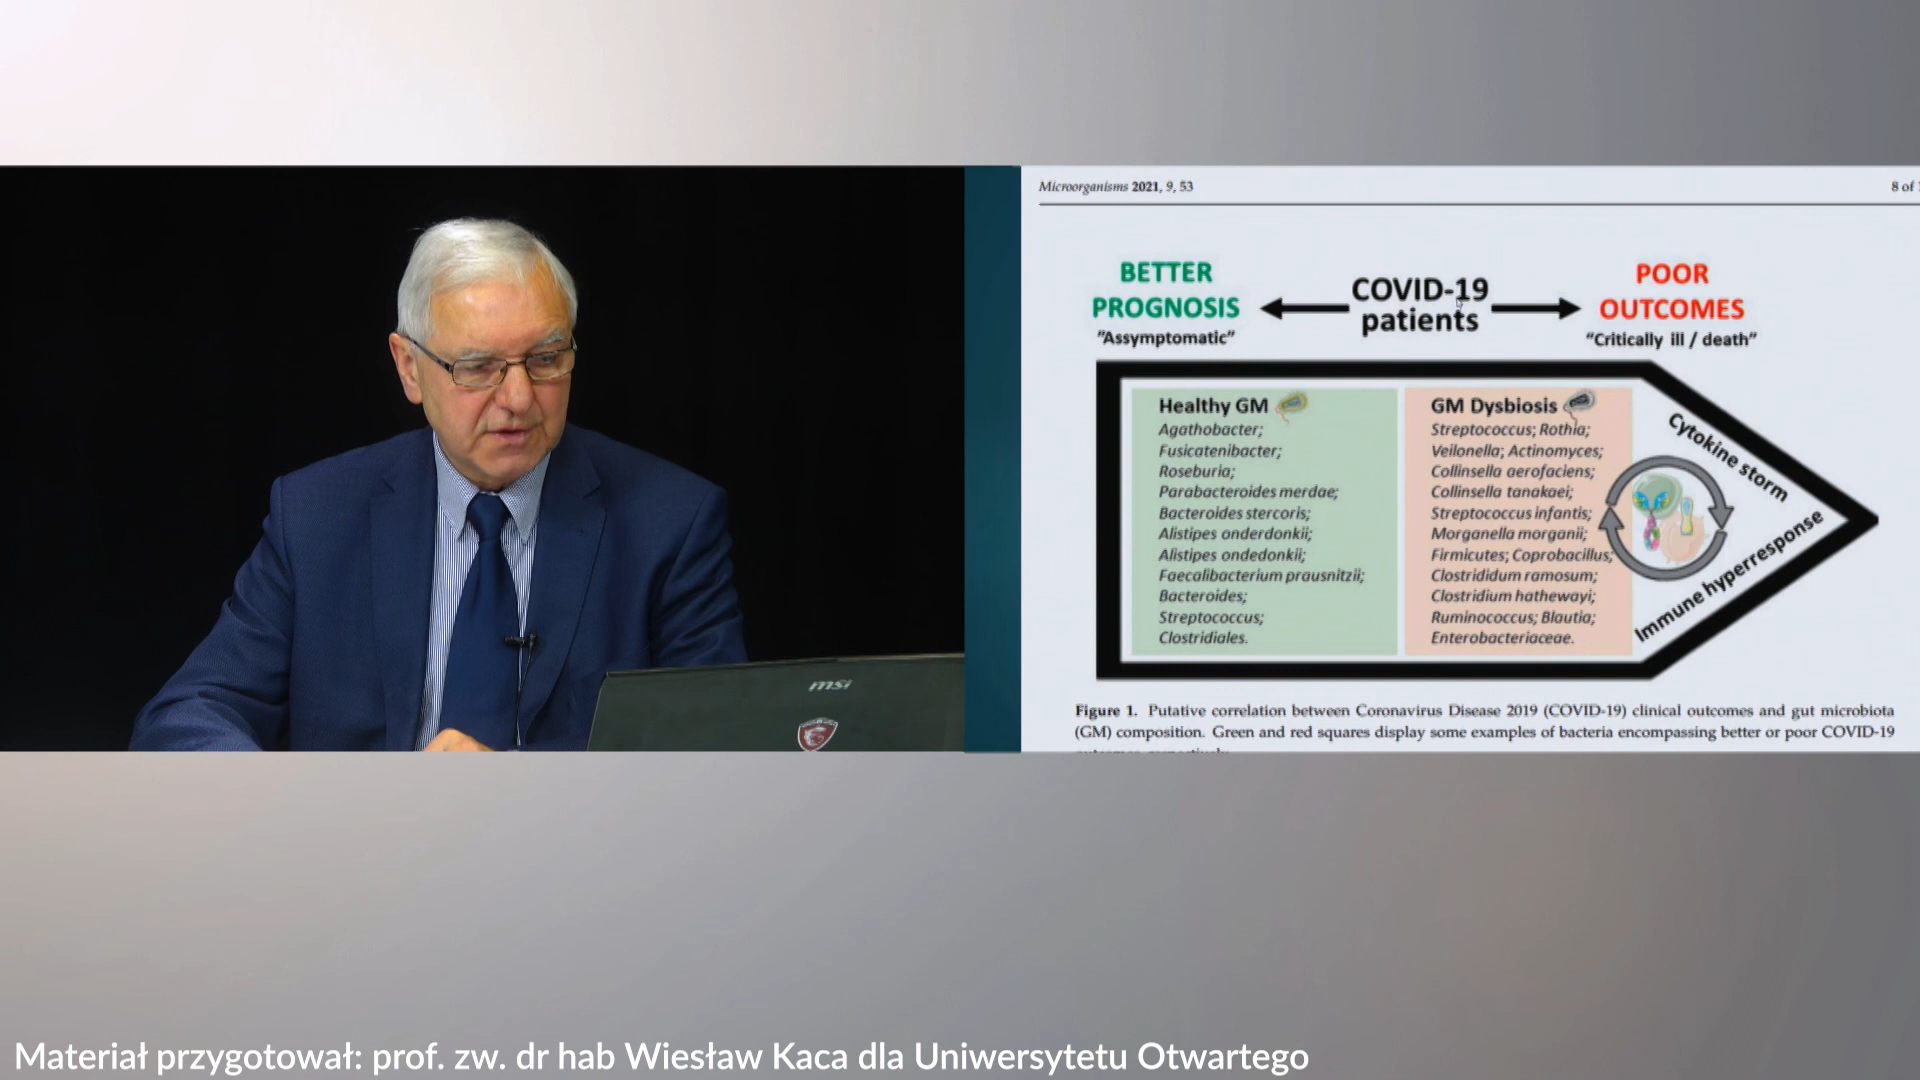 Microorganisms 2021, 9, 53
8 of
BETTER
PROGNOSIS
"Assymptomatic"
COVID-19
patients
POOR
OUTCOMES
"Critically ill / death"
Healthy GM
Agathobacter;
Fusicatenibacter;
Roseburia;
Parabacteroides merdae;
Bacteroides stercoris;
Alistipes onderdonkii;
Alistipes ondedonkii;
Faecalibacterium prausnitzii;
Bacteroides;
Streptococcus;
Clostridiales.
GM Dysbiosis
Streptococcus; Rothia;
Veilonella; Actinomyces;
Collinsella aerofaciens;
Collinsella tanakaei;
Streptococcus infantis;
Morganella morganii;
Firmicutes; Coprobacillus;
Clostrididum ramosum;
Clostridium hathewayi;
Ruminococcus; Blautia;
Enterobacteriaceae.
Cytokine storm
Immune hyperresponse
Figure 1. Putative correlation between Coronavirus Disease 2019 (COVID-19) clinical outcomes and gut microbiota
(GM) composition. Green and red squares display some examples of bacteria encompassing better or poor COVID-19
msi
Materiał przygotował: prof. zw. dr hab Wiesław Kaca dla Uniwersytetu Otwartego